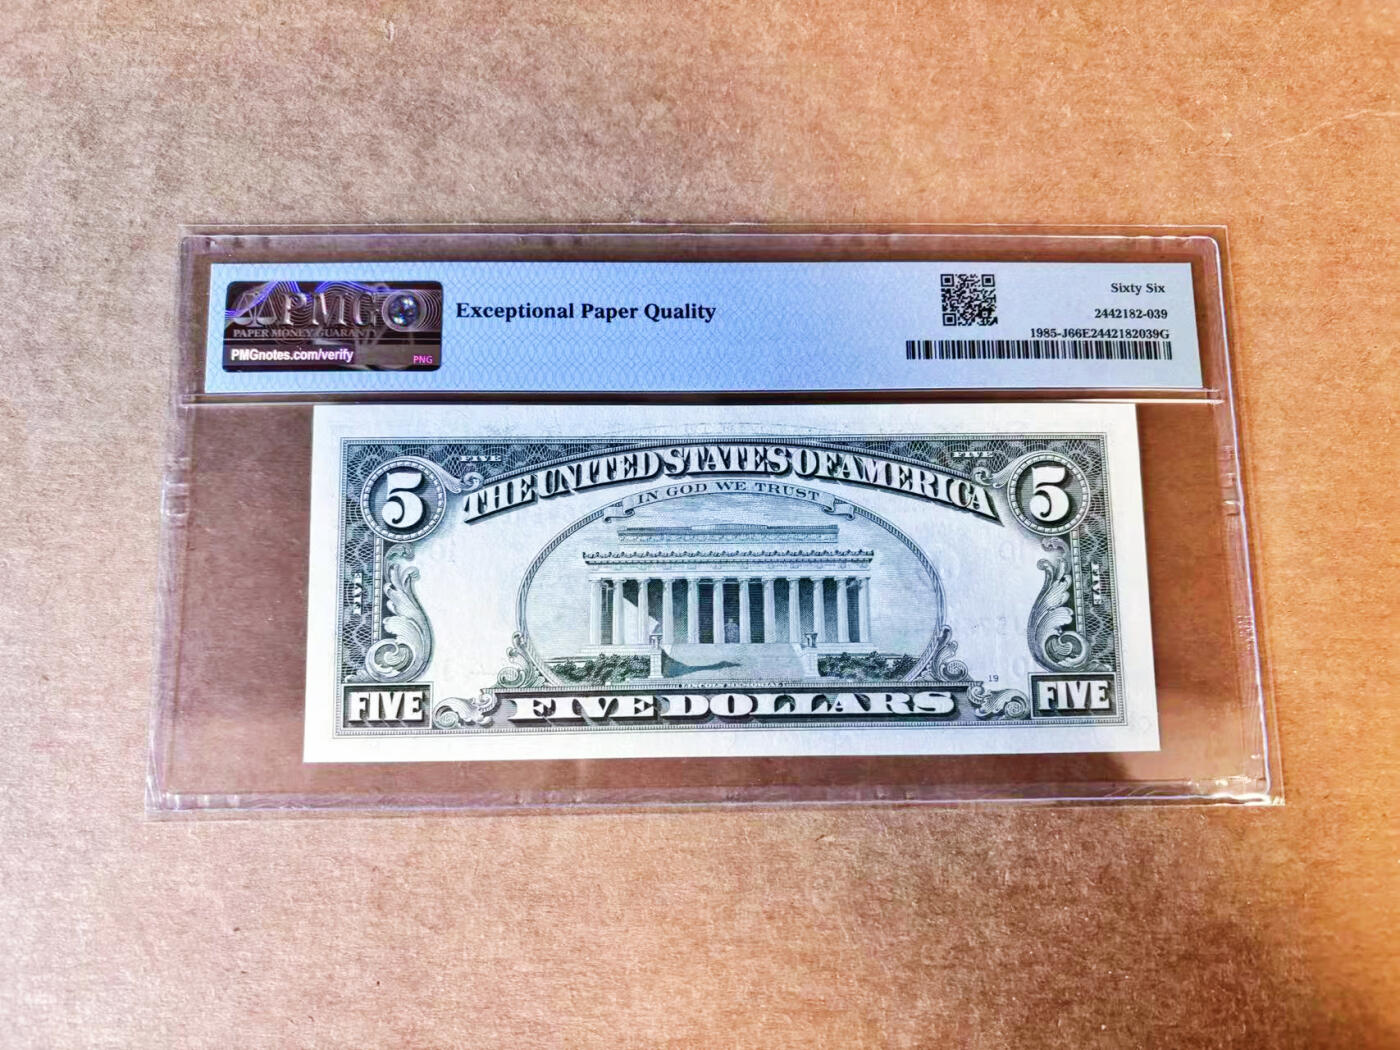 PMG
PAPER MONEY GUARANTY
PMGnotes.com/verify
PNG
Exceptional Paper Quality
Sixty Six
2442182-039
1985-J66E2442182039G
FIVE
FIVE
5
THE UNITED STATES OF AMERICA
5
IN GOD WE TRUST
FIVE
FIVE
LINCOLN MEMORIAL
19
FIVE
FIVE DOLLARS
FIVE